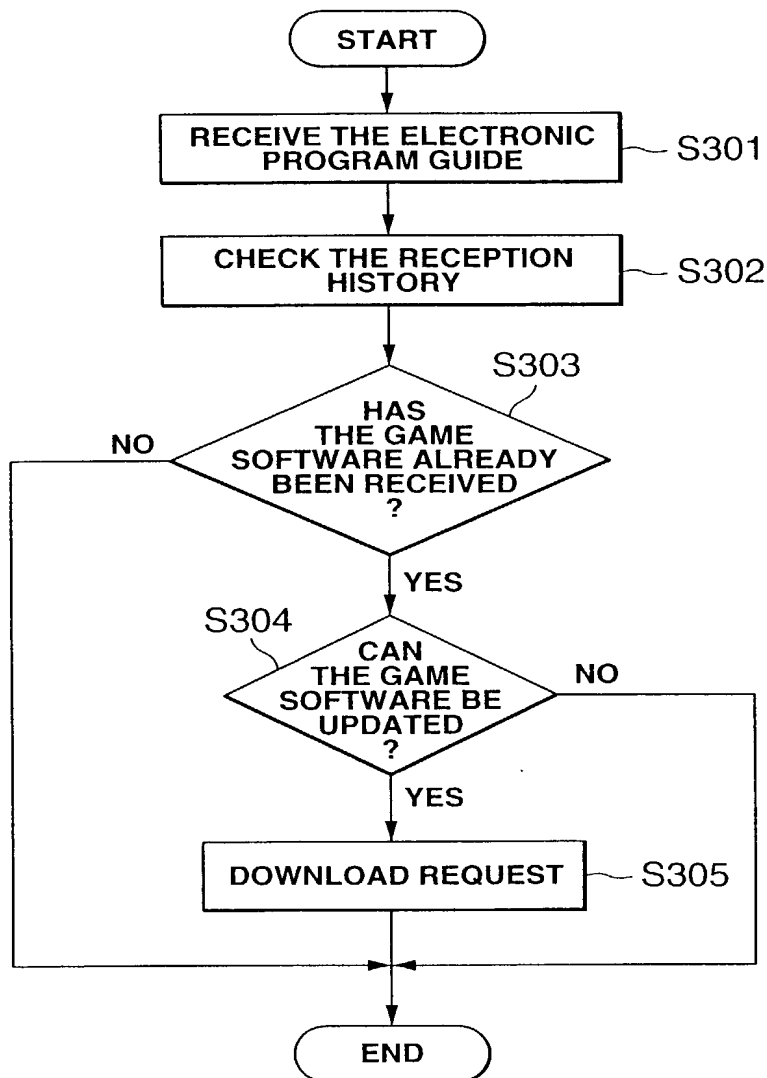 START
RECEIVE THE ELECTRONIC
PROGRAM GUIDE
S301
CHECK THE RECEPTION
HISTORY
S302
S303
HAS
THE GAME
SOFTWARE ALREADY
BEEN RECEIVED
?
NO
YES
S304
CAN
THE GAME
SOFTWARE BE
UPDATED
?
NO
YES
DOWNLOAD REQUEST
S305
END